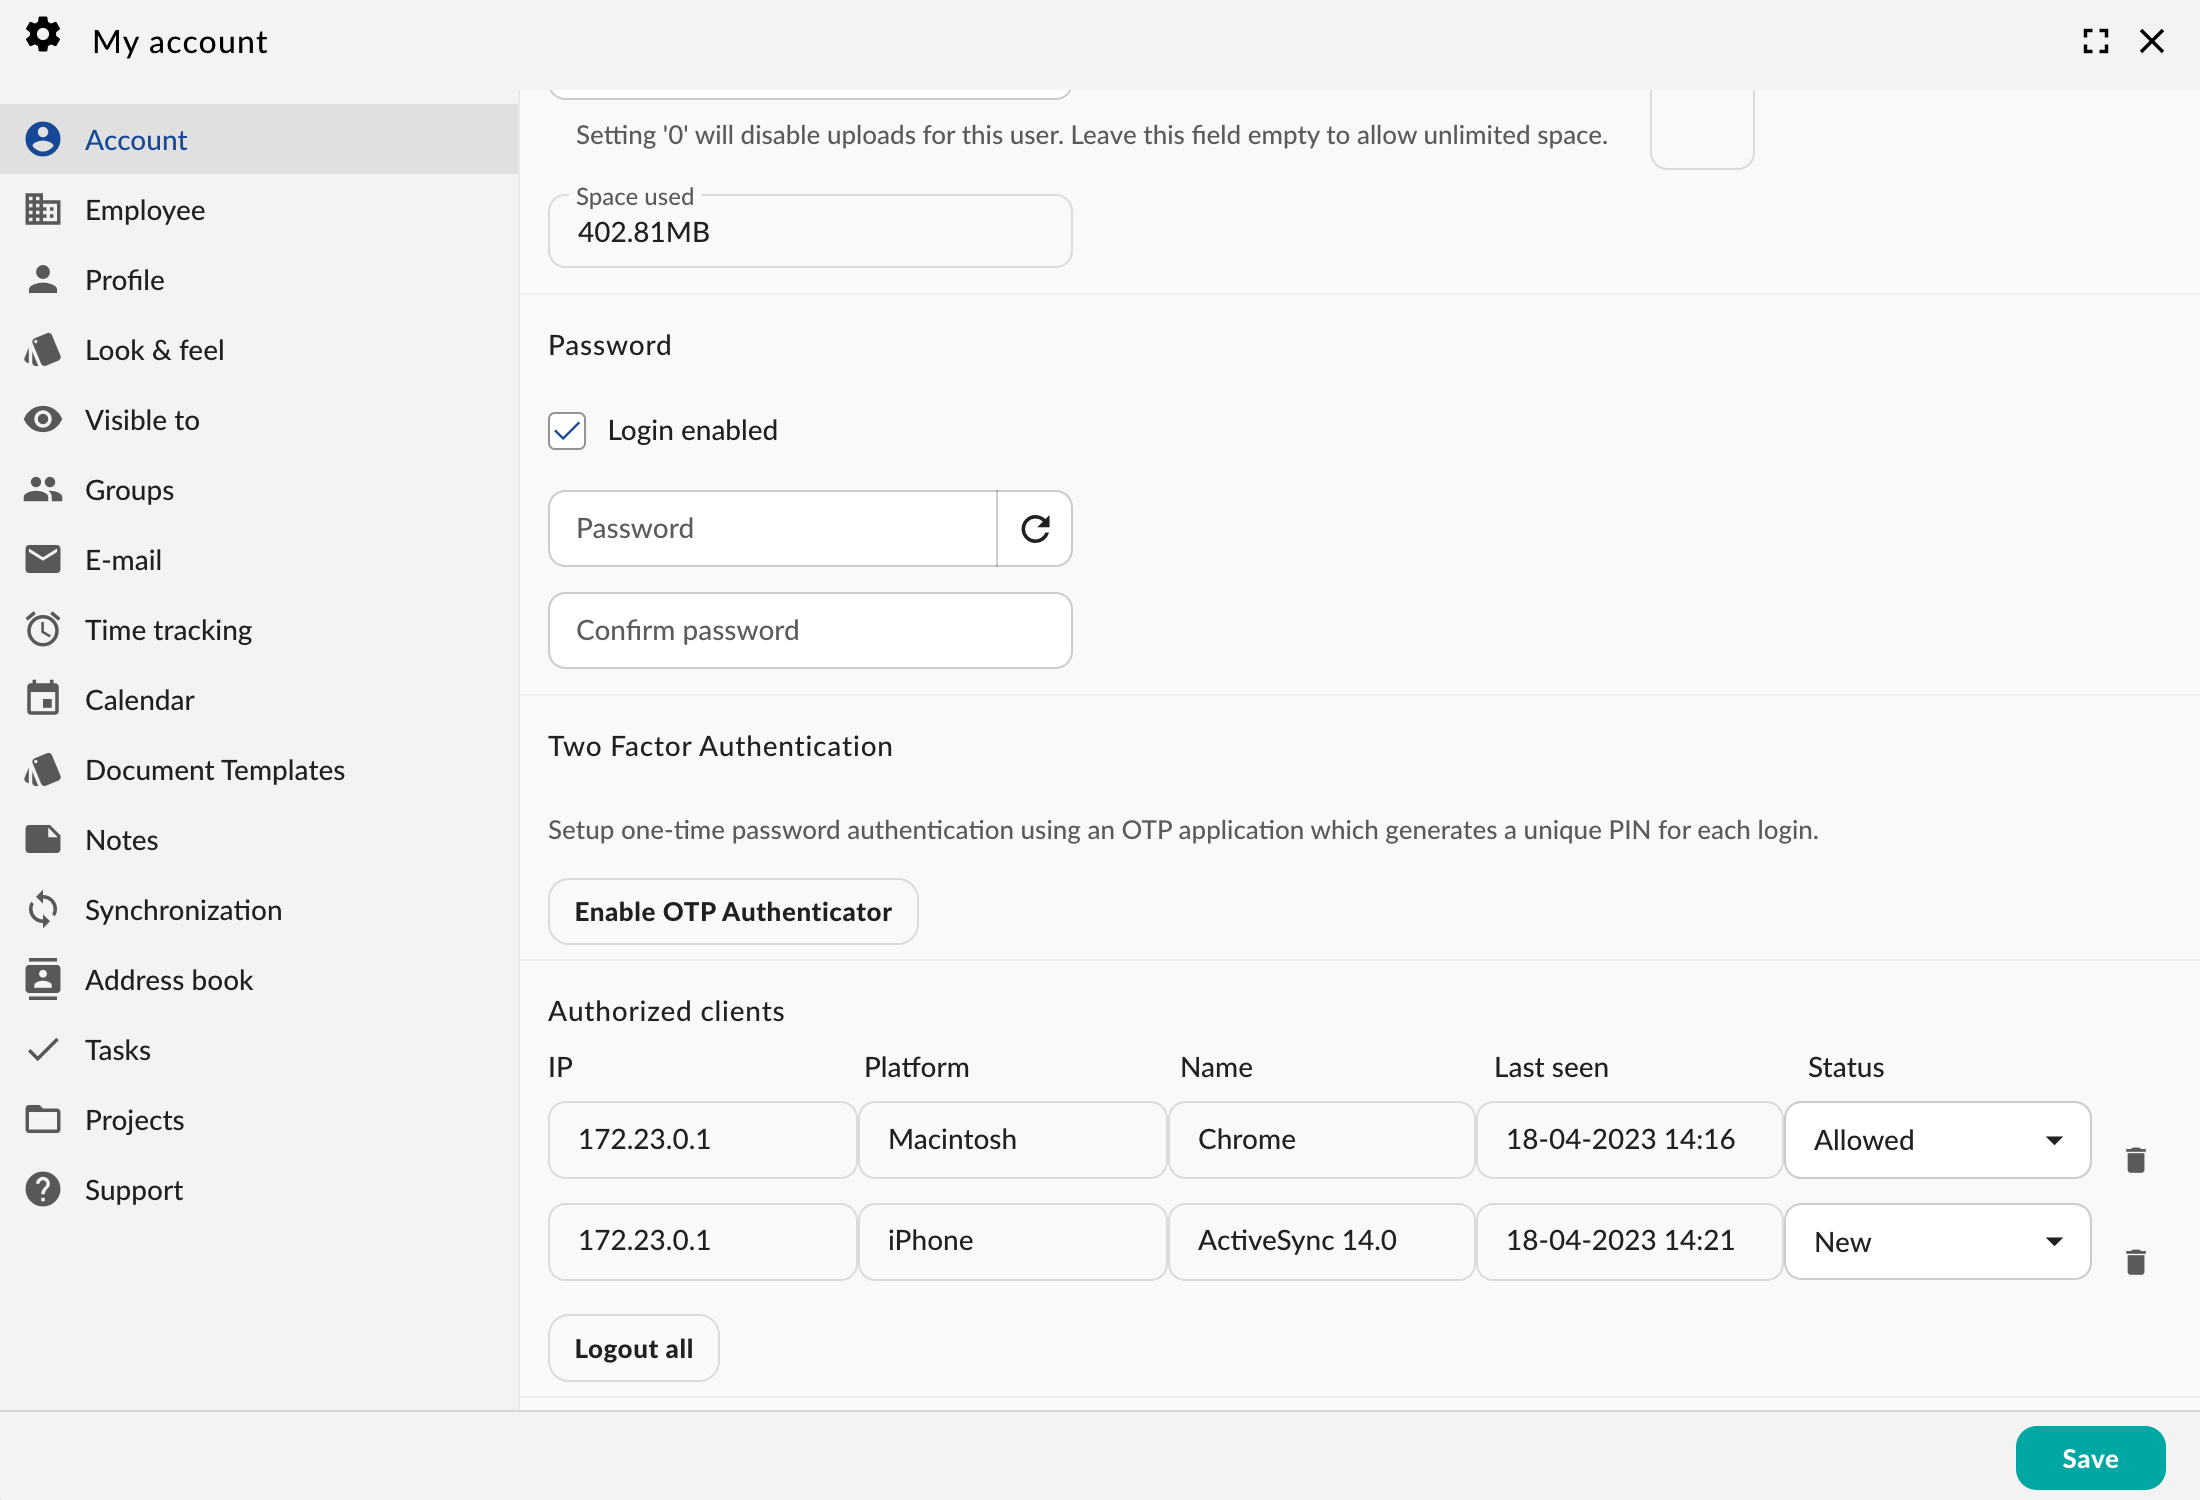 My account
Account
Employee
Profile
Look & feel
Visible to
Groups
E-mail
Time tracking
Calendar
Document Templates
Notes
Synchronization
Address book
Tasks
Projects
Support
Setting '0' will disable uploads for this user. Leave this field empty to allow unlimited space.
Space used
402.81MB
Password
Login enabled
Password
Confirm password
Two Factor Authentication
Setup one-time password authentication using an OTP application which generates a unique PIN for each login.
Enable OTP Authenticator
Authorized clients
IP Platform Name Last seen Status
172.23.0.1 Macintosh Chrome 18-04-2023 14:16 Allowed
172.23.0.1 iPhone ActiveSync 14.0 18-04-2023 14:21 New
Logout all
Save